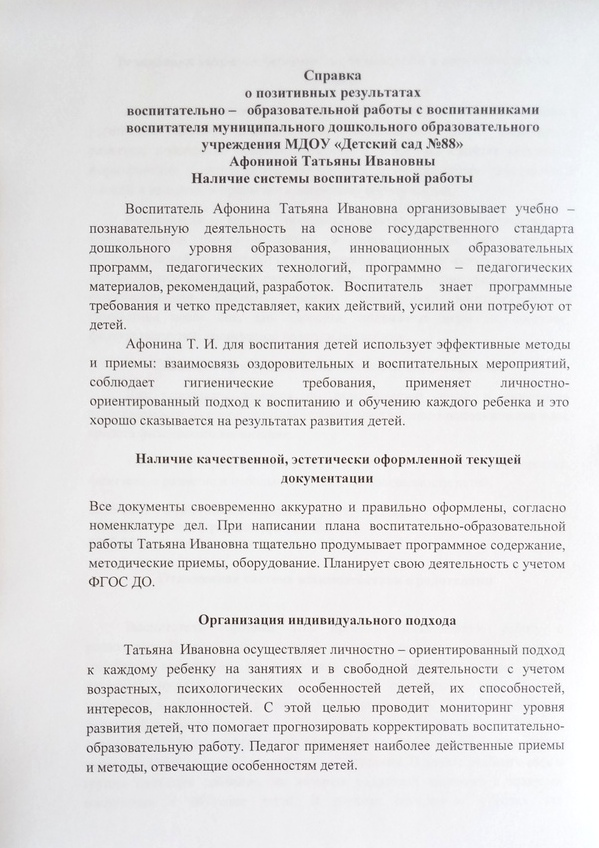 Справка
о позитивных результатах
воспитательно – образовательной работы с воспитанниками
воспитателя муниципального дошкольного образовательного
учреждения МДОУ «Детский сад №88»
Афониной Татьяны Ивановны
Наличие системы воспитательной работы
Воспитатель Афонина Татьяна Ивановна организовывает учебно –
познавательную деятельность на основе государственного стандарта
дошкольного уровня образования, инновационных образовательных
программ, педагогических технологий, программно – педагогических
материалов, рекомендаций, разработок. Воспитатель знает программные
требования и четко представляет, каких действий, усилий они потребуют от
детей.
Афонина Т. И. для воспитания детей использует эффективные методы
и приемы: взаимосвязь оздоровительных и воспитательных мероприятий,
соблюдает гигиенические требования, применяет личностно-
ориентированный подход к воспитанию и обучению каждого ребенка и это
хорошо сказывается на результатах развития детей.
Наличие качественной, эстетически оформленной текущей
документации
Все документы своевременно аккуратно и правильно оформлены, согласно
номенклатуре дел. При написании плана воспитательно-образовательной
работы Татьяна Ивановна тщательно продумывает программное содержание,
методические приемы, оборудование. Планирует свою деятельность с учетом
ФГОС ДО.
Организация индивидуального подхода
Татьяна Ивановна осуществляет личностно – ориентированный подход
к каждому ребенку на занятиях и в свободной деятельности с учетом
возрастных, психологических особенностей детей, их способностей,
интересов, наклонностей. С этой целью проводит мониторинг уровня
развития детей, что помогает прогнозировать корректировать воспитательно-
образовательную работу. Педагог применяет наиболее действенные приемы
и методы, отвечающие особенностям детей.